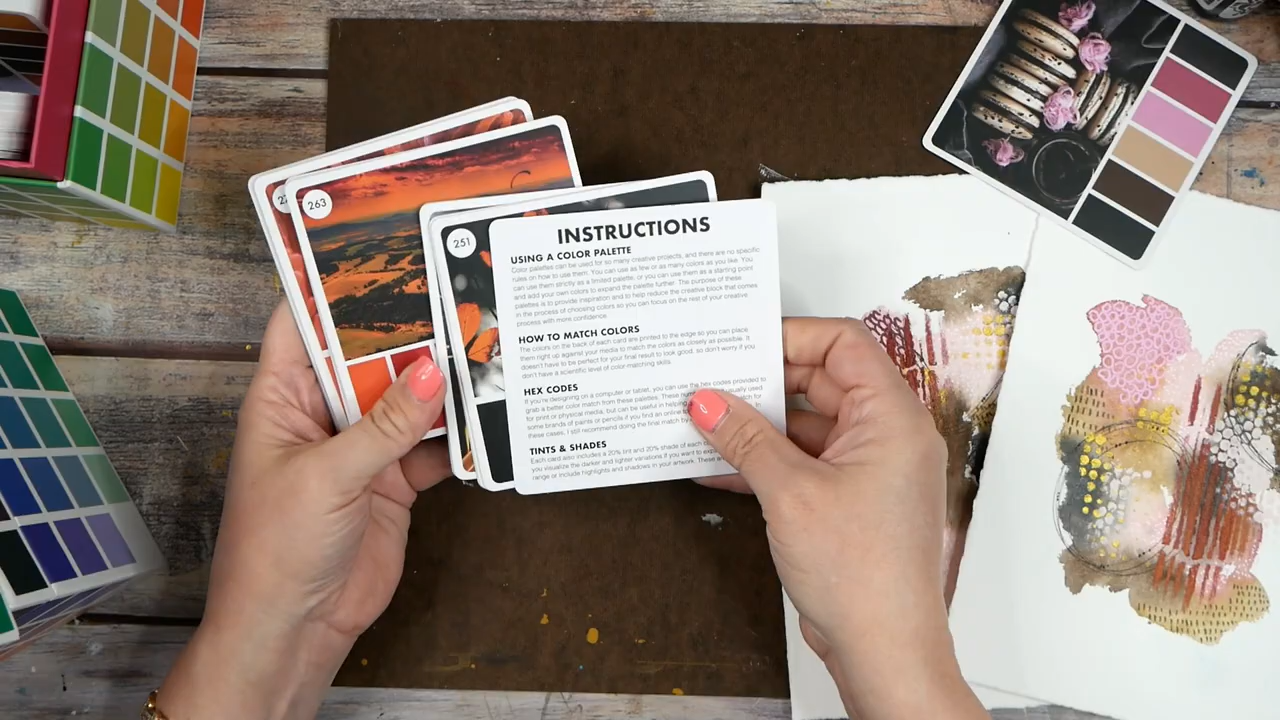 263
251
INSTRUCTIONS
USING A COLOR PALETTE
Color palettes can be used for so many creative projects, and there are no specific
rules on how to use them. You can use as few or as many colors as you like. You
can use them strictly as a limited palette, or you can use them as a starting point
and add your own colors to expand the palette further. The purpose of these
palettes is to provide inspiration and to help reduce the creative block that comes
in the process of choosing colors so you can focus on the rest of your creative
process with more confidence.
HOW TO MATCH COLORS
The colors on the back of each card are printed to the edge so you can place
them right up against your media to match the colors as closely as possible. It
doesn't have to be perfect for your final result to look good, so don't worry if you
don't have a scientific level of color matching skills.
HEX CODES
If you're designing on a computer or tablet, you can use the hex codes provided to
grab a better color match from these palettes. These usually used
for print or physical media, but can be useful in helping match for
some brands of paints or pencils if you find an online
these cases, I still recommend doing the final match by
TINTS & SHADES
Each card also includes a 20% tint and 20% shade of each
you visualize the darker and lighter variations if you want to
range or include highlights and shadows in your artwork. These